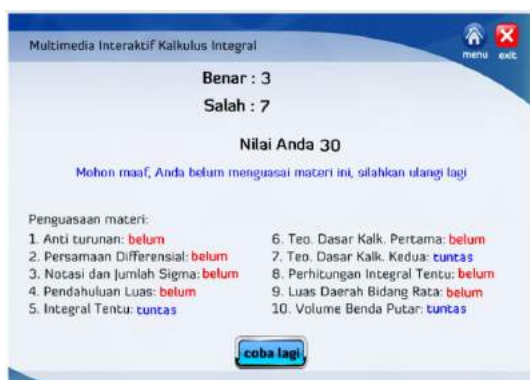 Multimedia Interaktif Kalkulus Integral
menu exit
Benar : 3
Salah : 7
Nilai Anda 30
Mohon maaf, Anda belum menguasai materi ini, silahkan ulangi lagi
Penguasaan materi:
1. Anti turunan: belum
2. Persamaan Differensial: belum
3. Notasi dan Jumlah Sigma: belum
4. Pendahuluan Luas: belum
5. Integral Tentu: tuntas
6. Teo. Dasar Kalk. Pertama: belum
7. Teo. Dasar Kalk. Kedua: tuntas
8. Perhitungan Integral Tentu: belum
9. Luas Daerah Bidang Rata: belum
10. Volume Benda Putar: tuntas
coba lagi